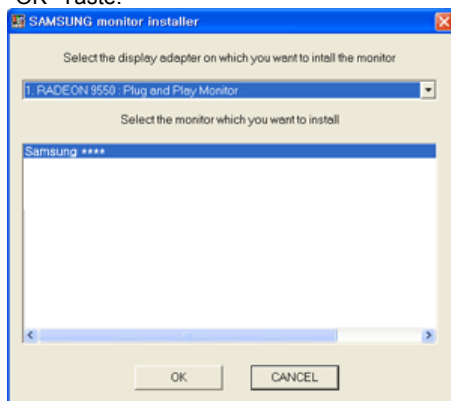 "OK" Taste.
SAMSUNG monitor installer
Select the display adapter on which you want to intall the monitor
1. RADEON 9550 : Plug and Play Monitor
Select the monitor which you want to install
Samsung ****
OK
CANCEL